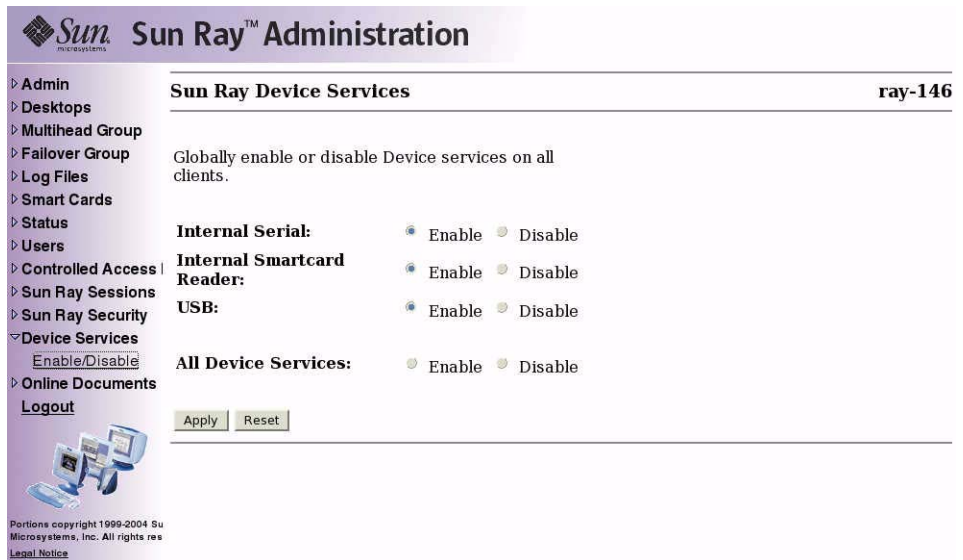 Sun microsystems Sun Ray™ Administration
Admin
Desktops
Multihead Group
Failover Group
Log Files
Smart Cards
Status
Users
Controlled Access
Sun Ray Sessions
Sun Ray Security
Device Services
Enable/Disable
Online Documents
Logout
Portions copyright 1999-2004 Su
Microsystems, Inc. All rights res
Legal Notice
Sun Ray Device Services ray-146
Globally enable or disable Device services on all
clients.
Internal Serial: Enable Disable
Internal Smartcard
Reader: Enable Disable
USB: Enable Disable
All Device Services: Enable Disable
Apply Reset